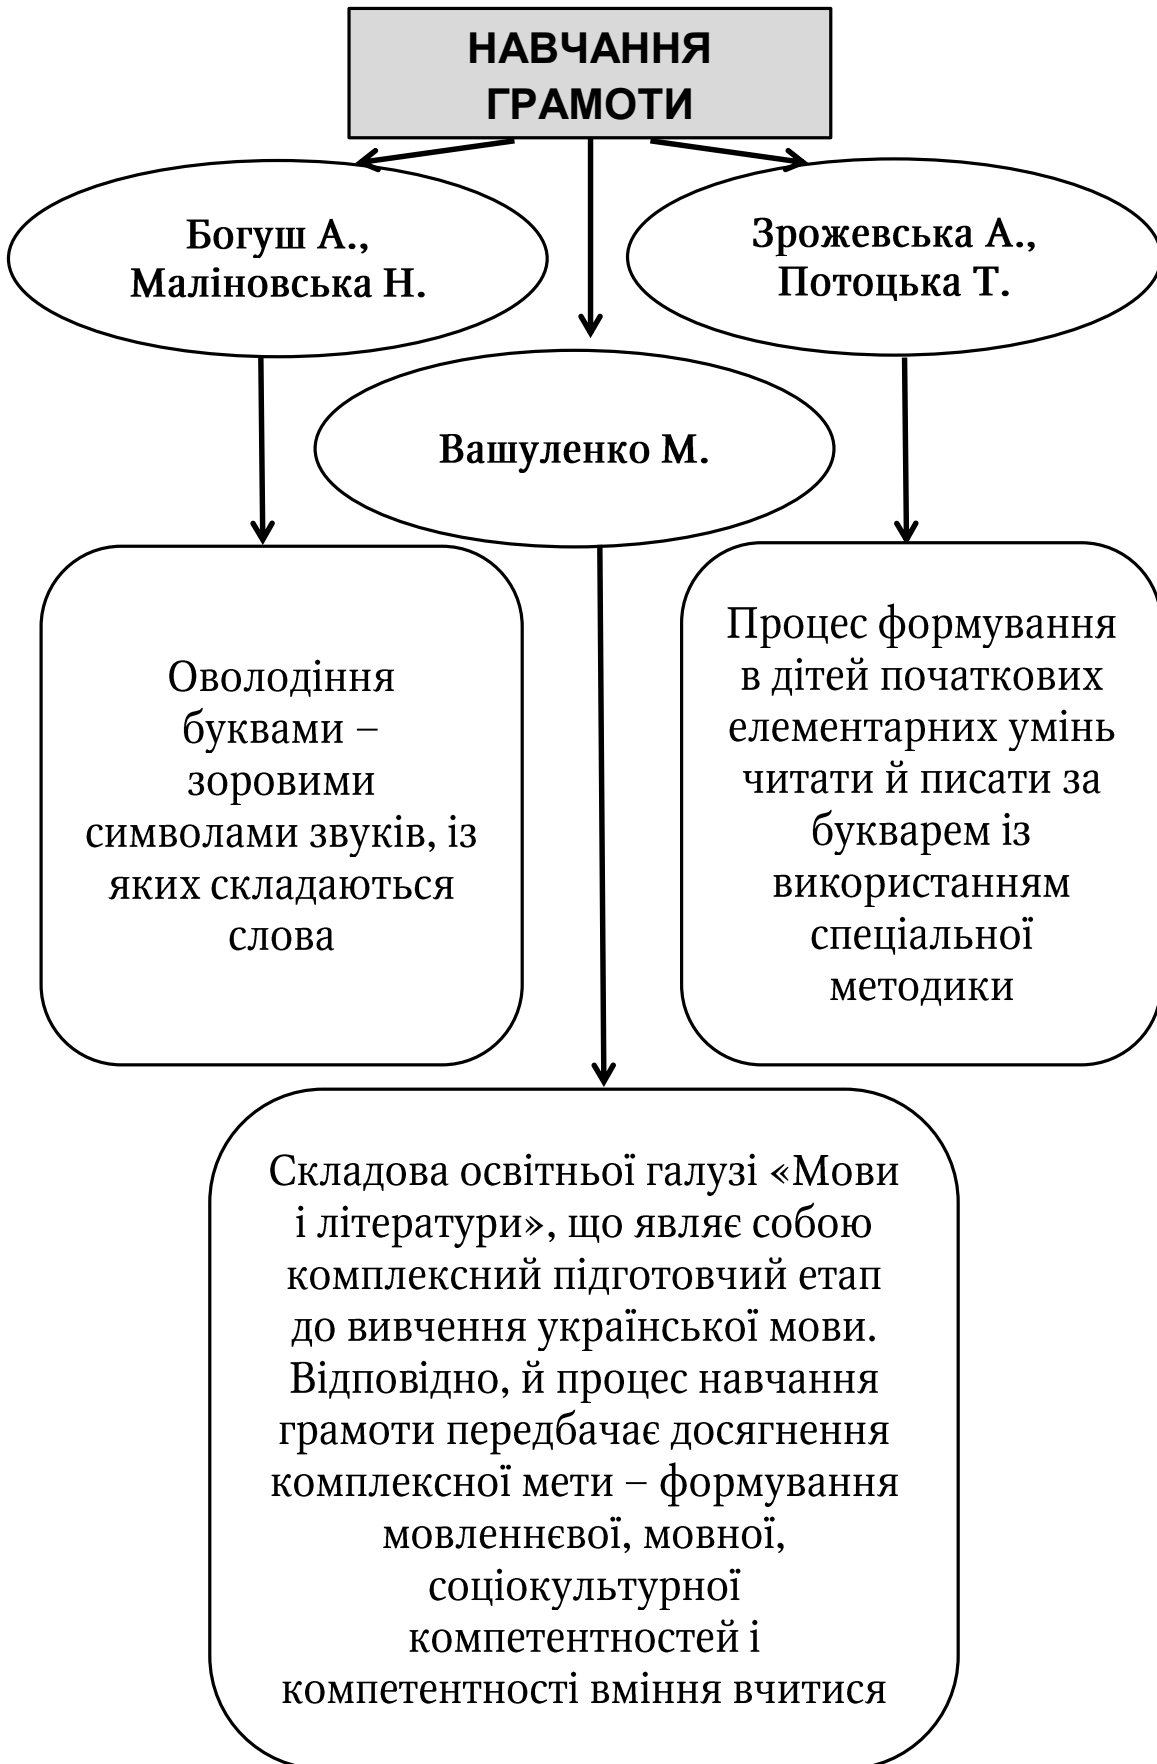 НАВЧАННЯ
ГРАМОТИ
Богуш А.,
Маліновська Н.
Зрожевська А.,
Потоцька Т.
Вашуленко М.
Оволодіння
буквами –
зоровими
символами звуків, із
яких складаються
слова
Процес формування
в дітей початкових
елементарних умінь
читати й писати за
букварем із
використанням
спеціальної
методики
Складова освітньої галузі «Мови
і літератури», що являє собою
комплексний підготовчий етап
до вивчення української мови.
Відповідно, й процес навчання
грамоти передбачає досягнення
комплексної мети – формування
мовленнєвої, мовної,
соціокультурної
компетентностей і
компетентності вміння вчитися